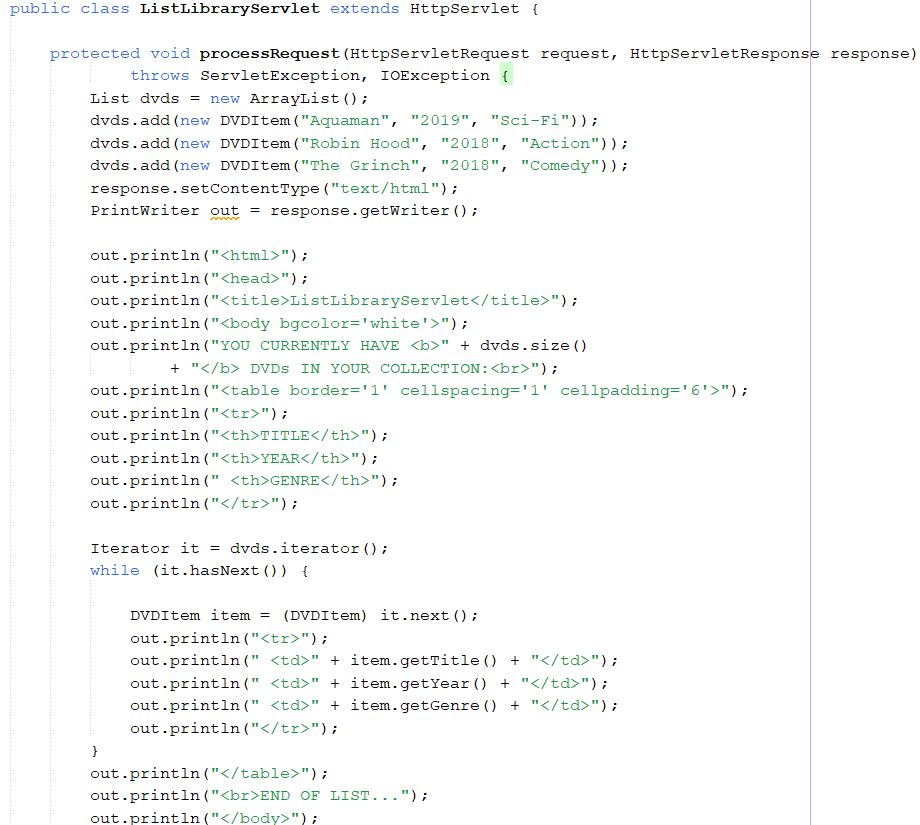 public class ListLibraryServlet extends HttpServlet {
protected void processRequest(HttpServletRequest request, HttpServletResponse response)
throws ServletException, IOException {
List dvds = new ArrayList();
dvds.add(new DVDItem("Aquaman", "2019", "Sci-Fi"));
dvds.add(new DVDItem("Robin Hood", "2018", "Action"));
dvds.add(new DVDItem("The Grinch", "2018", "Comedy"));
response.setContentType("text/html");
PrintWriter out = response.getWriter();
out.println("<html>");
out.println("<head>");
out.println("<title>ListLibraryServlet</title>");
out.println("<body bgcolor='white'>");
out.println("YOU CURRENTLY HAVE <b>" + dvds.size()
+ "</b> DVDs IN YOUR COLLECTION:<br>");
out.println("<table border='1' cellspacing='1' cellpadding='6'>");
out.println("<tr>");
out.println("<th>TITLE</th>");
out.println("<th>YEAR</th>");
out.println(" <th>GENRE</th>");
out.println("</tr>");
Iterator it = dvds.iterator();
while (it.hasNext()) {
DVDItem item = (DVDItem) it.next();
out.println("<tr>");
out.println(" <td>" + item.getTitle() + "</td>");
out.println(" <td>" + item.getYear() + "</td>");
out.println(" <td>" + item.getGenre() + "</td>");
out.println("</tr>");
}
out.println("</table>");
out.println("<br>END OF LIST...");
out.println("</body>");